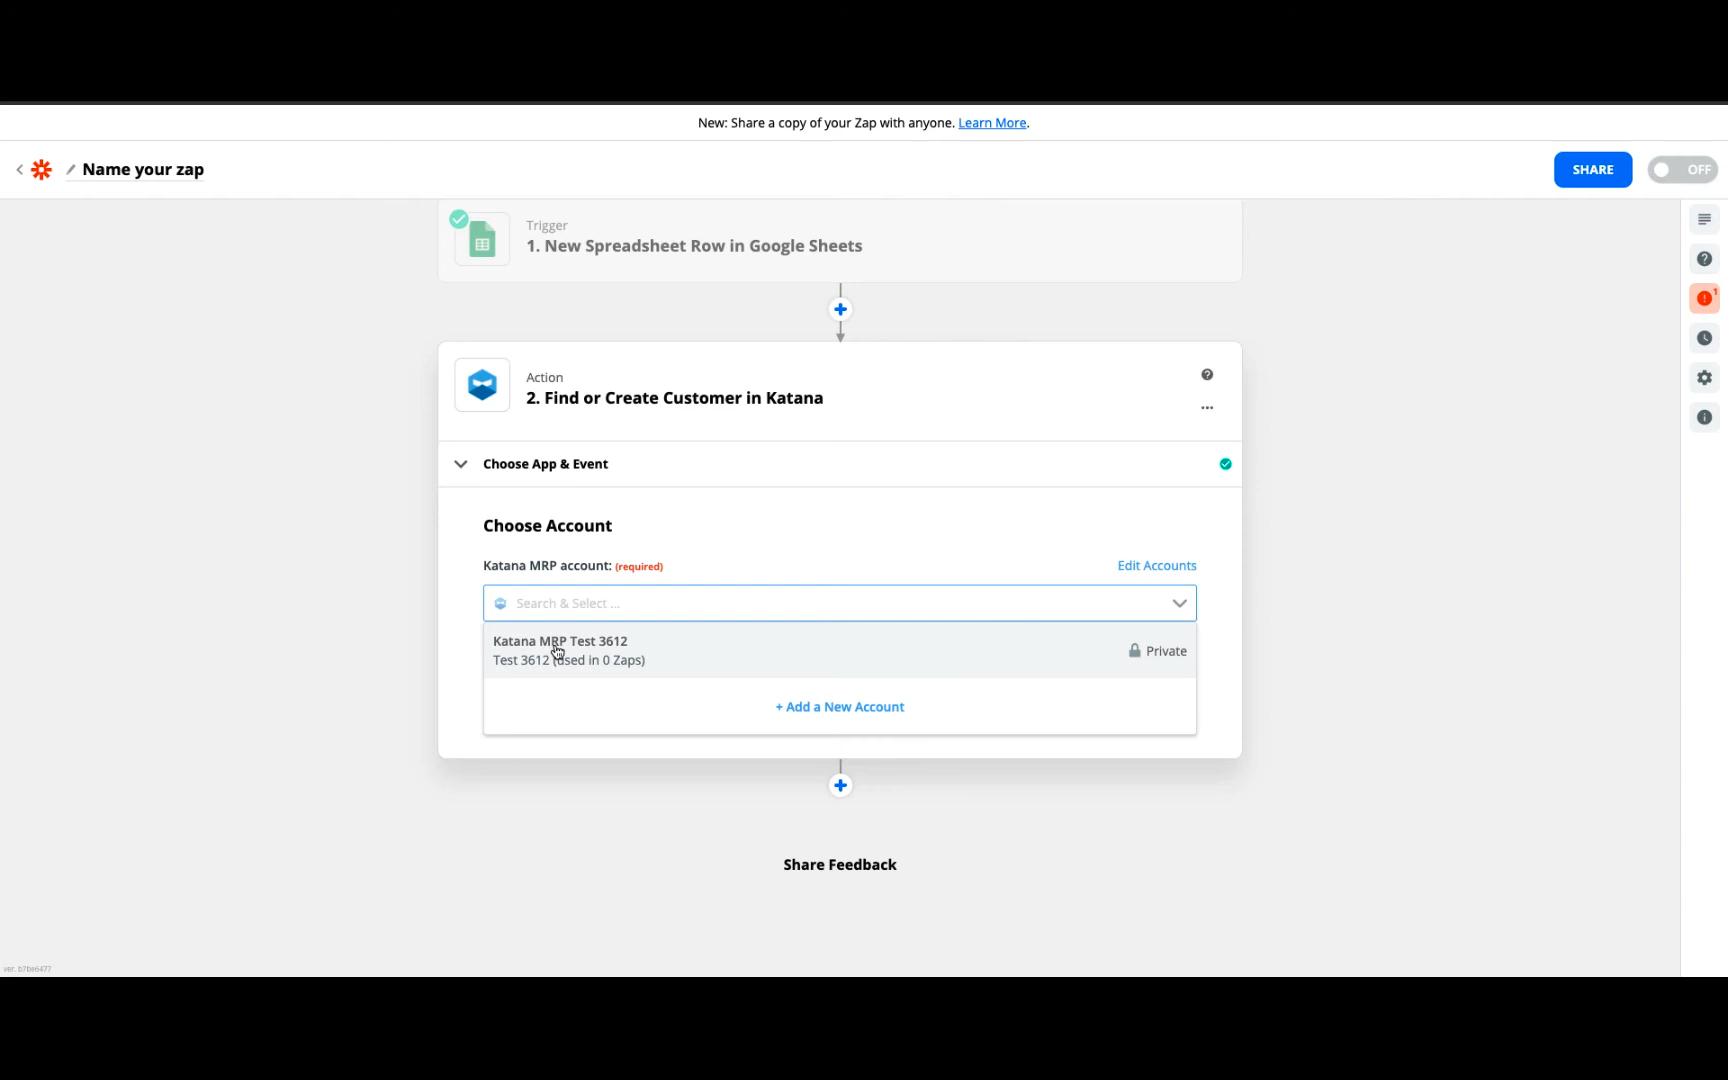 New: Share a copy of your Zap with anyone. Learn More.
Name your zap
SHARE
OFF
Trigger
1. New Spreadsheet Row in Google Sheets
1
Action
2. Find or Create Customer in Katana
Choose App & Event
Choose Account
Katana MRP account: (required)
Edit Accounts
Search & Select ...
Katana MRP Test 3612
Test 3612 (used in 0 Zaps)
Private
+ Add a New Account
Share Feedback
ver. b7be6477